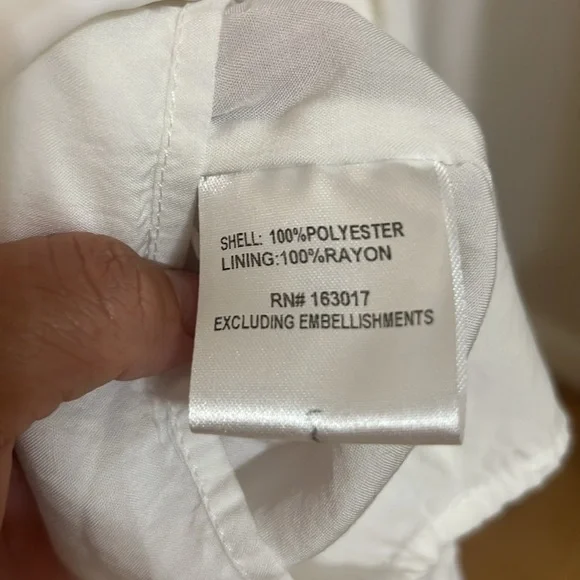 SHELL: 100%POLYESTER
LINING:100%RAYON
RN# 163017
EXCLUDING EMBELLISHMENTS